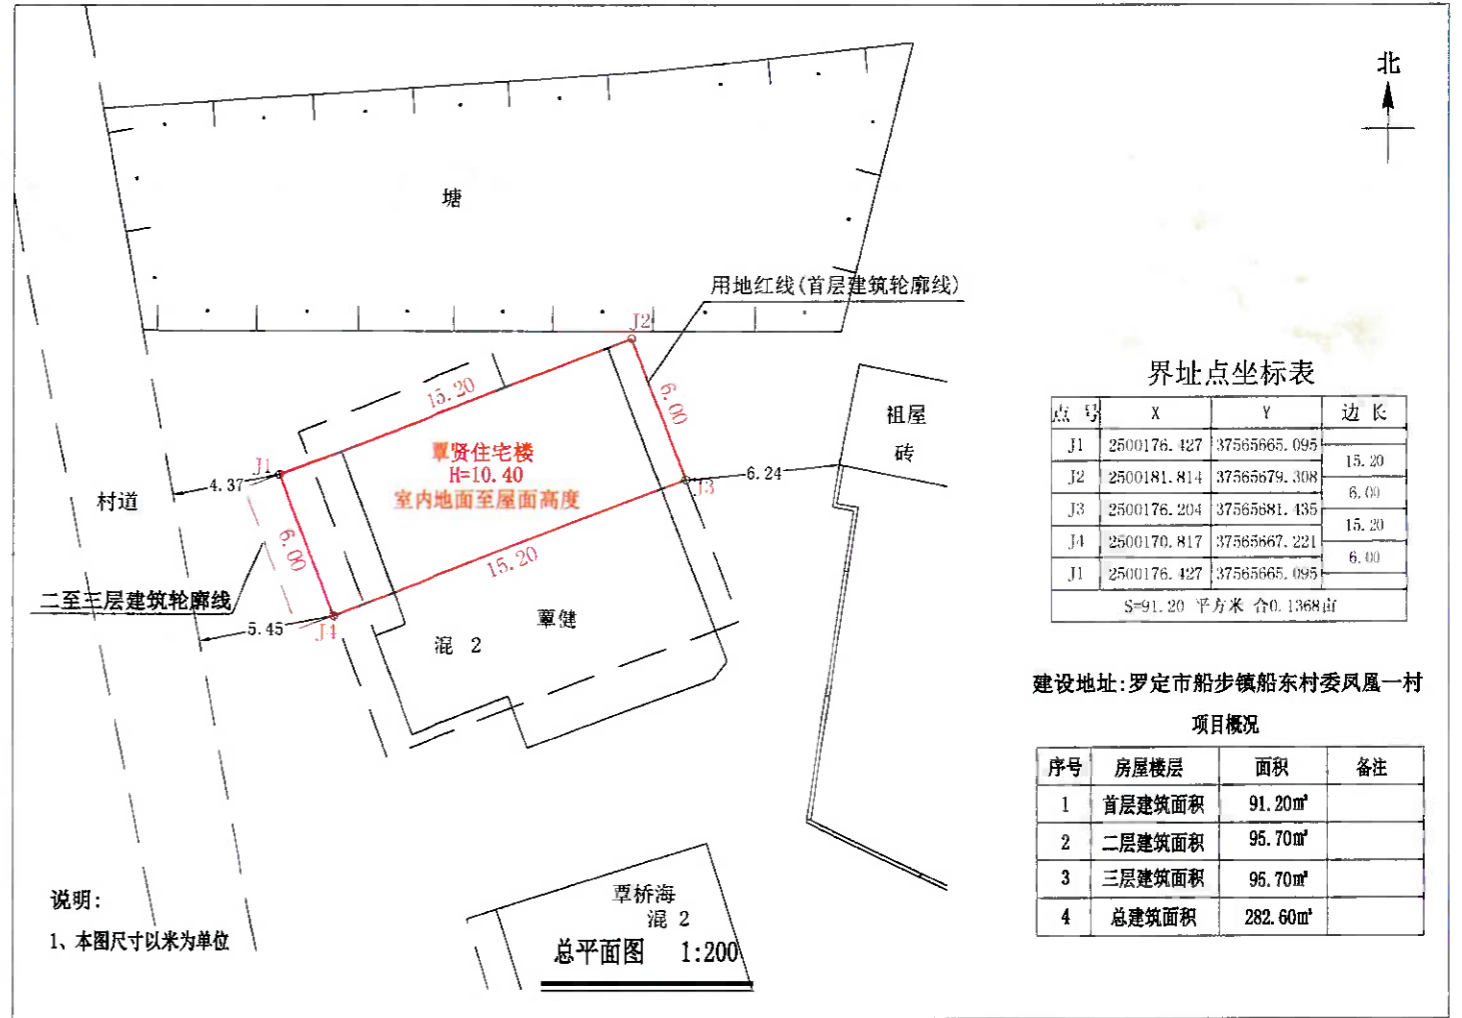 北
塘
用地红线(首层建筑轮廓线)
J2
15.20
6.00
祖屋
砖
覃贤住宅楼
H=10.40
室内地面至屋面高度
J1
4.37
村道
6.24
J3
6.00
15.20
二至三层建筑轮廓线
5.45
J4
覃健
混 2
覃桥海
混 2
总平面图 1:200
说明:
1、本图尺寸以米为单位
界址点坐标表
点 号 X Y 边 长
J1 2500176.427 37565665.095
15.20
J2 2500181.814 37565679.308
6.00
J3 2500176.204 37565681.435
15.20
J4 2500170.817 37565667.221
6.00
J1 2500176.427 37565665.095
S=91.20 平方米 合0.1368亩
建设地址:罗定市船步镇船东村委凤凰一村
项目概况
序号 房屋楼层 面积 备注
1 首层建筑面积 91.20㎡
2 二层建筑面积 95.70㎡
3 三层建筑面积 95.70㎡
4 总建筑面积 282.60㎡